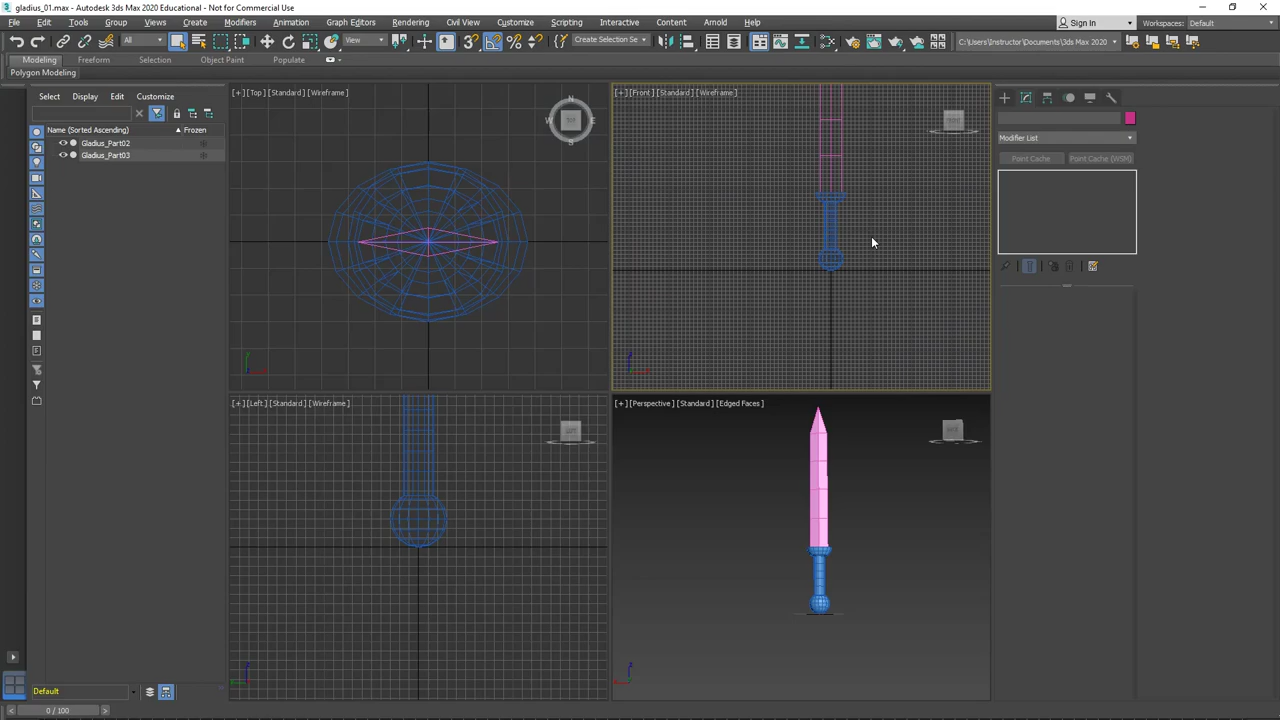 gladius_01.max - Autodesk 3ds Max 2020 Educational - Not for Commercial Use
File Edit Tools Group Views Create Modifiers Animation Graph Editors Rendering Civil View Customize Scripting Interactive Content Arnold Help Sign In Workspaces: Default
All View Create Selection Se C:\Users\Instructor\Documents\3ds Max 2020
Modeling Freeform Selection Object Paint Populate
Polygon Modeling
[+] [Top] [Standard] [Wireframe]
[+] [Front] [Standard] [Wireframe]
Select Display Edit Customize
Name (Sorted Ascending) Frozen
Gladius_Part02
Gladius_Part03
N
W E
S
TOP
FRONT
Modifier List
Point Cache Point Cache (WSM)
[+] [Left] [Standard] [Wireframe]
[+] [Perspective] [Standard] [Edged Faces]
LEFT
Default
0 / 100